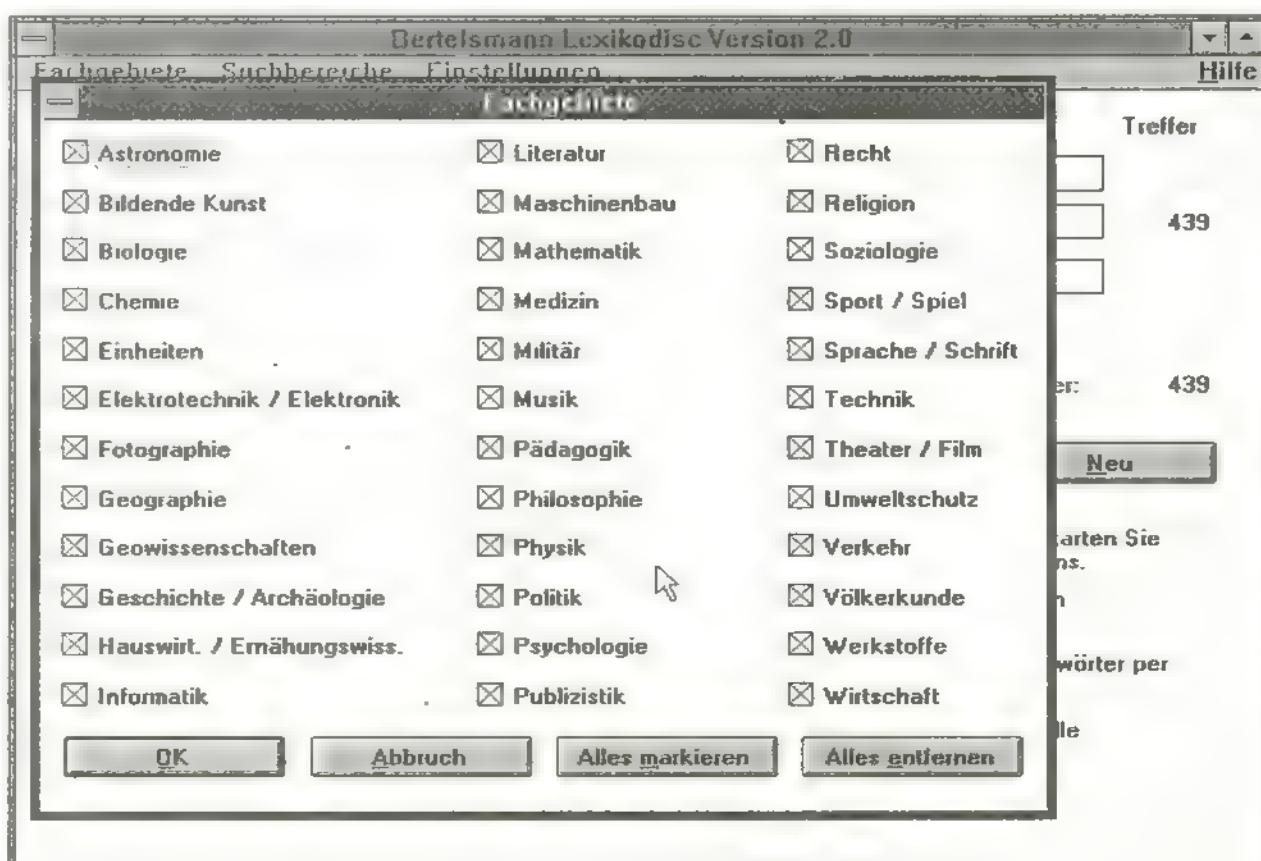 Bertelsmann Lexikodisc Version 2.0
Fachgebiete Suchbereiche Einstellungen Hilfe
Fachgebiete
Treffer
Astronomie Literatur Recht
Bildende Kunst Maschinenbau Religion
439
Biologie Mathematik Soziologie
Chemie Medizin Sport / Spiel
Einheiten Militär Sprache / Schrift
er: 439
Elektrotechnik / Elektronik Musik Technik
Fotographie Pädagogik Theater / Film
Neu
Geographie Philosophie Umweltschutz
arten Sie
Geowissenschaften Physik Verkehr
ns.
Geschichte / Archäologie Politik Völkerkunde
n
Hauswirt. / Ernährungswiss. Psychologie Werkstoffe
wörter per
Informatik Publizistik Wirtschaft
lle
OK Abbruch Alles markieren Alles entfernen